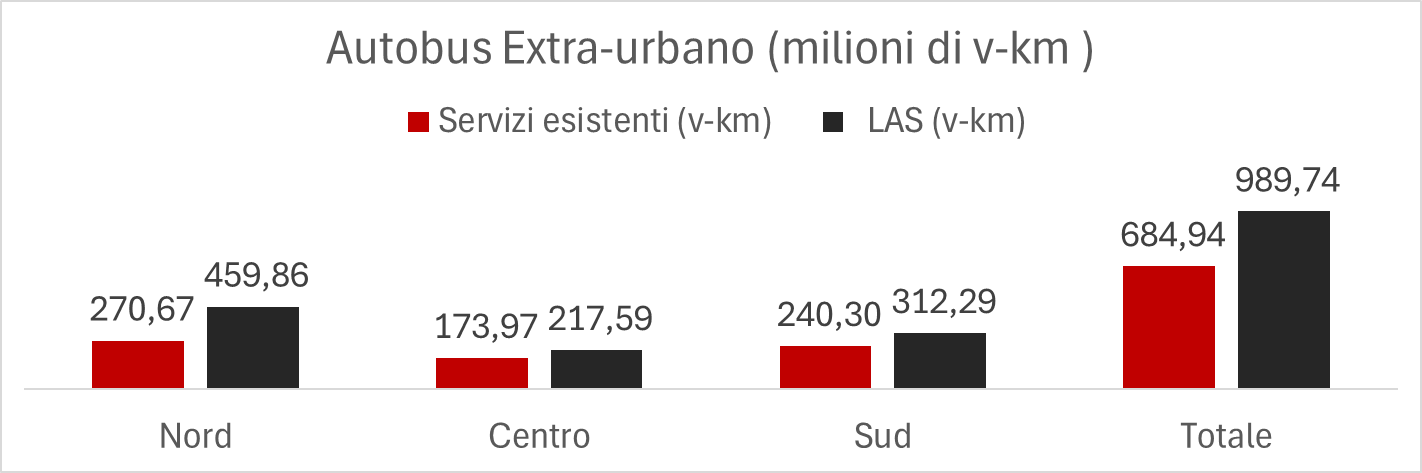 Autobus Extra-urbano (milioni di v-km )
Servizi esistenti (v-km) LAS (v-km)
270,67 459,86 173,97 217,59 240,30 312,29 684,94 989,74
Nord Centro Sud Totale